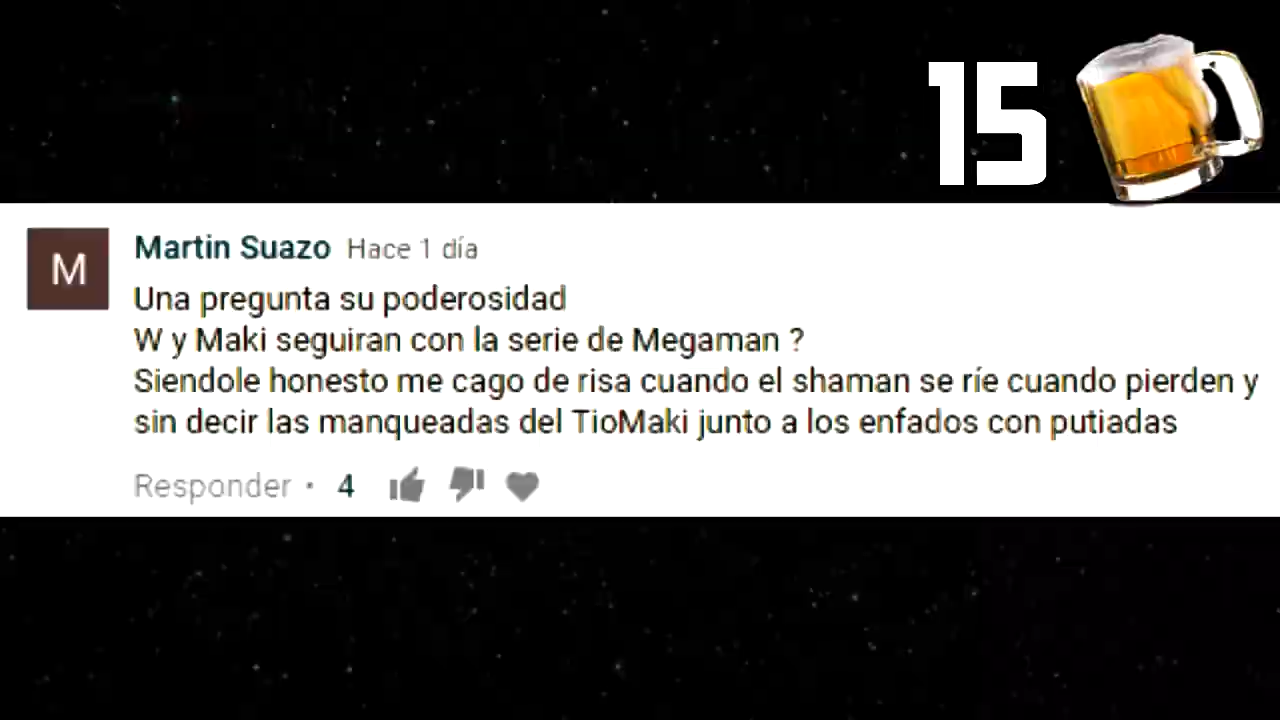 15
M
Martin Suazo Hace 1 día
Una pregunta su poderosidad
W y Maki seguiran con la serie de Megaman ?
Siendole honesto me cago de risa cuando el shaman se ríe cuando pierden y
sin decir las manqueadas del TioMaki junto a los enfados con putiadas
Responder · 4